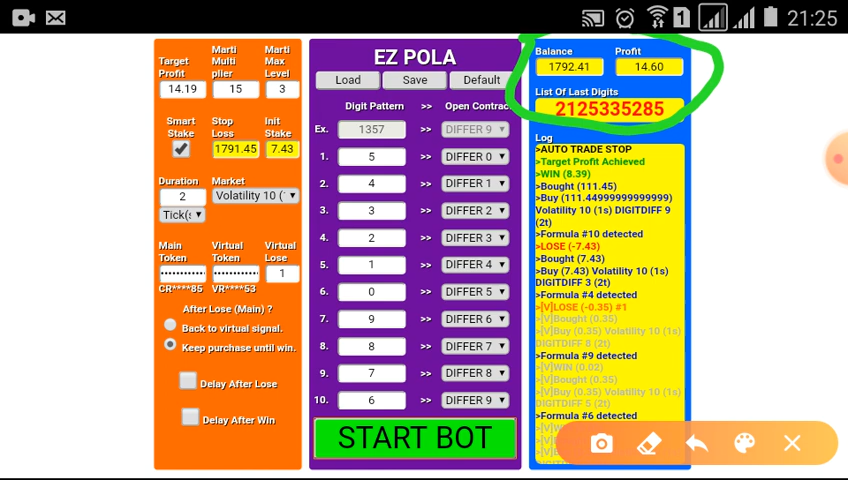 1
21:25
Target
Profit
Marti
Multi
plier
Marti
Max
Level
14.19
15
3
Smart
Stake
Stop
Loss
Init
Stake
1791.45
7.43
Duration
Market
2
Volatility 10 (
Tick(s
Main
Token
Virtual
Token
Virtual
Lose
1
CR****85
VR****53
After Lose (Main) ?
Back to virtual signal.
Keep purchase until win.
Delay After Lose
Delay After Win
EZ POLA
Load
Save
Default
Digit Pattern >> Open Contrac
Ex. 1357 >> DIFFER 9
1. 5 >> DIFFER 0
2. 4 >> DIFFER 1
3. 3 >> DIFFER 2
4. 2 >> DIFFER 3
5. 1 >> DIFFER 4
6. 0 >> DIFFER 5
7. 9 >> DIFFER 6
8. 8 >> DIFFER 7
9. 7 >> DIFFER 8
10. 6 >> DIFFER 9
START BOT
Balance
Profit
1792.41
14.60
List Of Last Digits
2125335285
Log
>AUTO TRADE STOP
>Target Profit Achieved
>WIN (8.39)
>Bought (111.45)
>Buy (111.44999999999999)
Volatility 10 (1s) DIGITDIFF 9
(2t)
>Formula #10 detected
>LOSE (-7.43)
>Bought (7.43)
>Buy (7.43) Volatility 10 (1s)
DIGITDIFF 3 (2t)
>Formula #4 detected
>[V]LOSE (-0.35) #1
>[V]Bought (0.35)
>[V]Buy (0.35) Volatility 10 (1s)
DIGITDIFF 8 (2t)
>Formula #9 detected
>[V]WIN (0.02)
>[V]Bought (0.35)
>[V]Buy (0.35) Volatility 10 (1s)
DIGITDIFF 5 (2t)
>Formula #6 detected